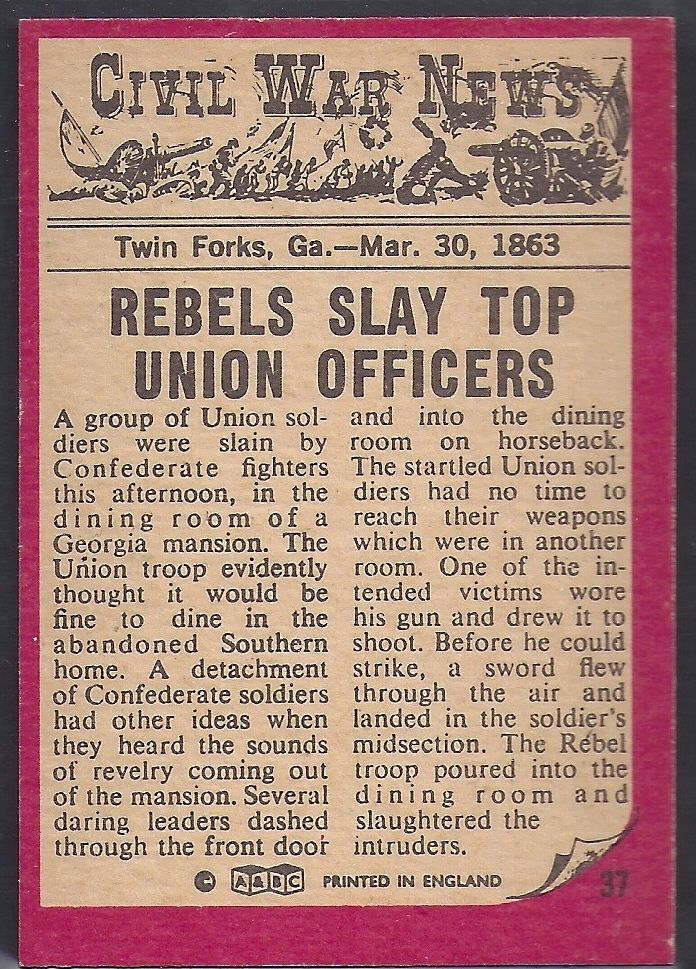 CIVIL WAR NEWS
Twin Forks, Ga.—Mar. 30, 1863
REBELS SLAY TOP
UNION OFFICERS
A group of Union sol-
diers were slain by
Confederate fighters
this afternoon, in the
dining room of a
Georgia mansion. The
Union troop evidently
thought it would be
fine to dine in the
abandoned Southern
home. A detachment
of Confederate soldiers
had other ideas when
they heard the sounds
of revelry coming out
of the mansion. Several
daring leaders dashed
through the front door
and into the dining
room on horseback.
The startled Union sol-
diers had no time to
reach their weapons
which were in another
room. One of the in-
tended victims wore
his gun and drew it to
shoot. Before he could
strike, a sword flew
through the air and
landed in the soldier's
midsection. The Rebel
troop poured into the
dining room and
slaughtered the
intruders.
A&BC PRINTED IN ENGLAND
37